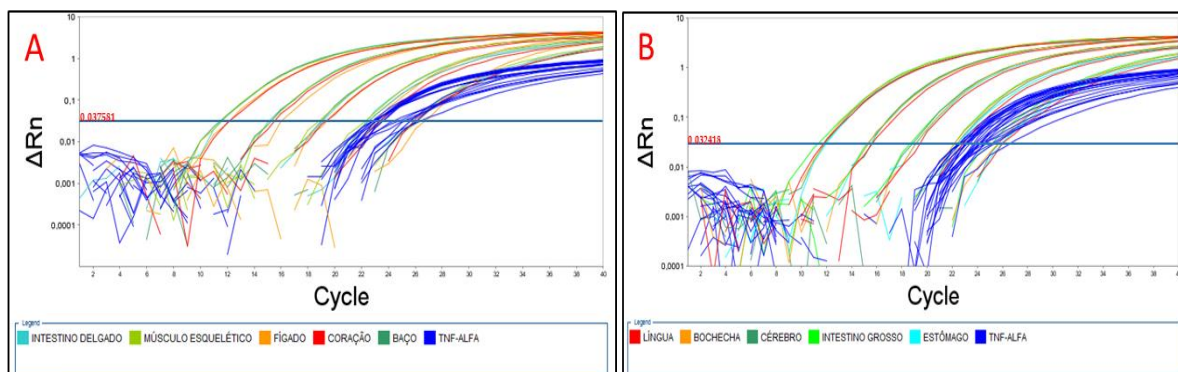 A
10
1
0,1
0.037581
0,01
0,001
0,0001
ΔRn
2 4 6 8 10 12 14 16 18 20 22 24 26 28 30 32 34 36 38 40
Cycle
Legend
INTESTINO DELGADO MÚSCULO ESQUELÉTICO FÍGADO CORAÇÃO BAÇO TNF-ALFA
B
10
1
0,1
0.032418
0,01
0,001
0,0001
ΔRn
2 4 6 8 10 12 14 16 18 20 22 24 26 28 30 32 34 36 38 40
Cycle
Legend
LÍNGUA BOCHECHA CÉREBRO INTESTINO GROSSO ESTÔMAGO TNF-ALFA